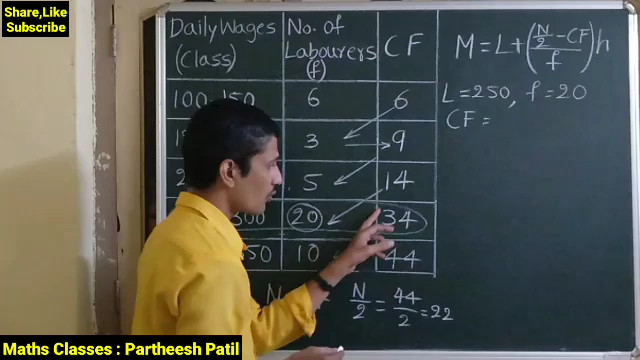 Share,Like
Subscribe
Daily Wages (Class) No. of Labourers (f) CF
100-150 6 6
3 9
5 14
300 20 34
50 10 44
M = L + ((N/2 - CF)/f) h
L = 250, f = 20
CF =
N/2 = 44/2 = 22
Maths Classes : Partheesh Patil